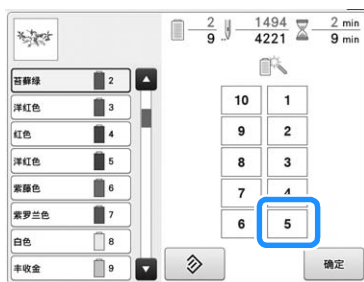 2 1494 2 min
9 4221 9 min
苔藓绿 2
洋红色 3
红色 4
洋红色 5
紫藤色 6
紫罗兰色 7
白色 8
丰收金 9
10 1
9 2
8 3
7 4
6 5
确定